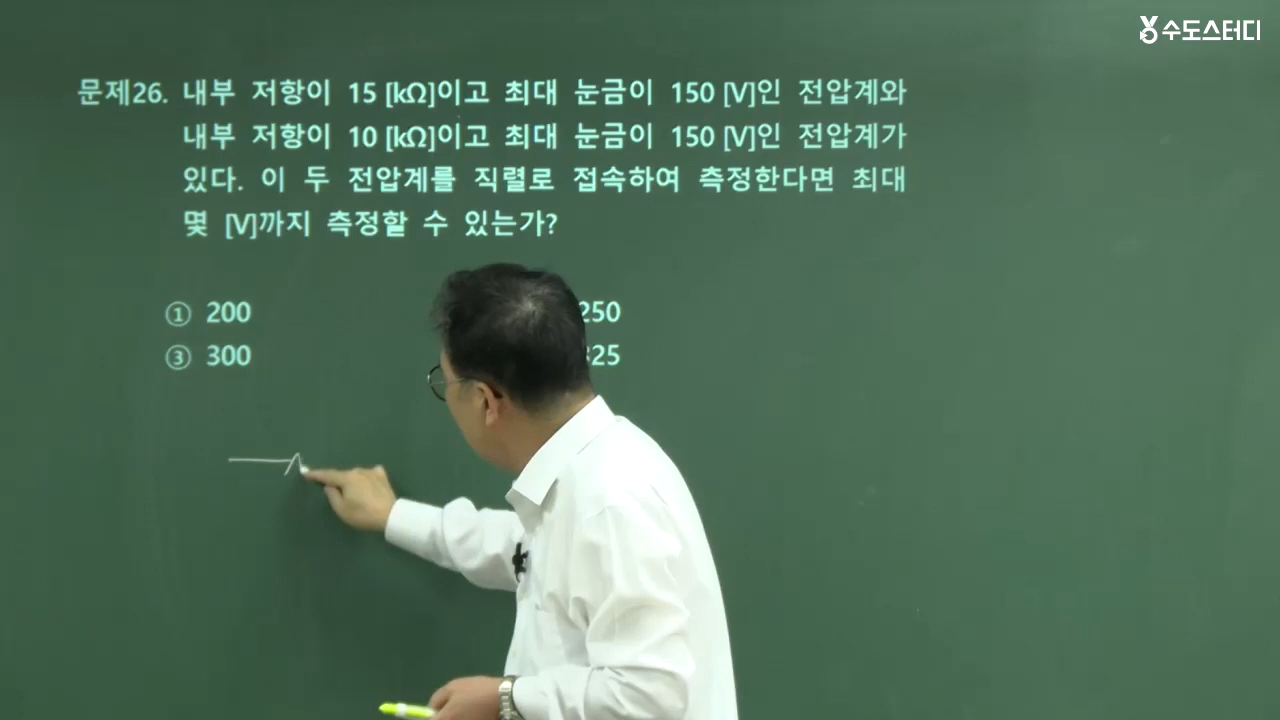 수도스터디
문제26. 내부 저항이 15 [kΩ]이고 최대 눈금이 150 [V]인 전압계와
내부 저항이 10 [kΩ]이고 최대 눈금이 150 [V]인 전압계가
있다. 이 두 전압계를 직렬로 접속하여 측정한다면 최대
몇 [V]까지 측정할 수 있는가?
① 200 250
③ 300 25